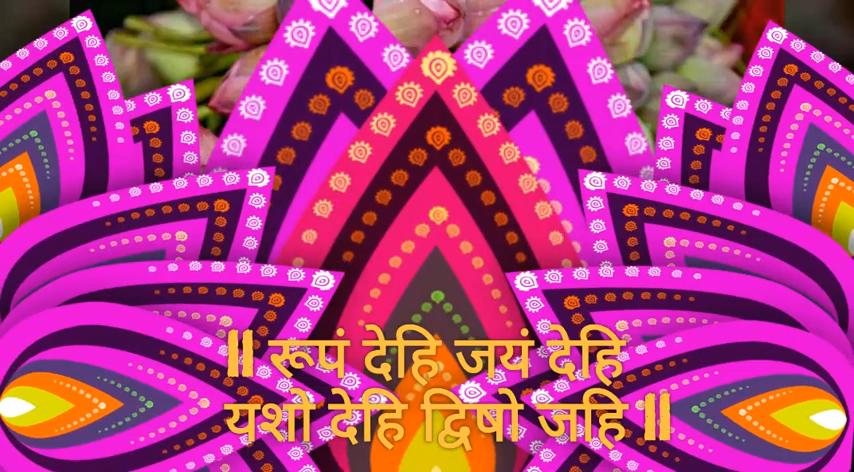 ॥ रूपं देहि जयं देहि
यशो देहि द्विषो जहि ॥